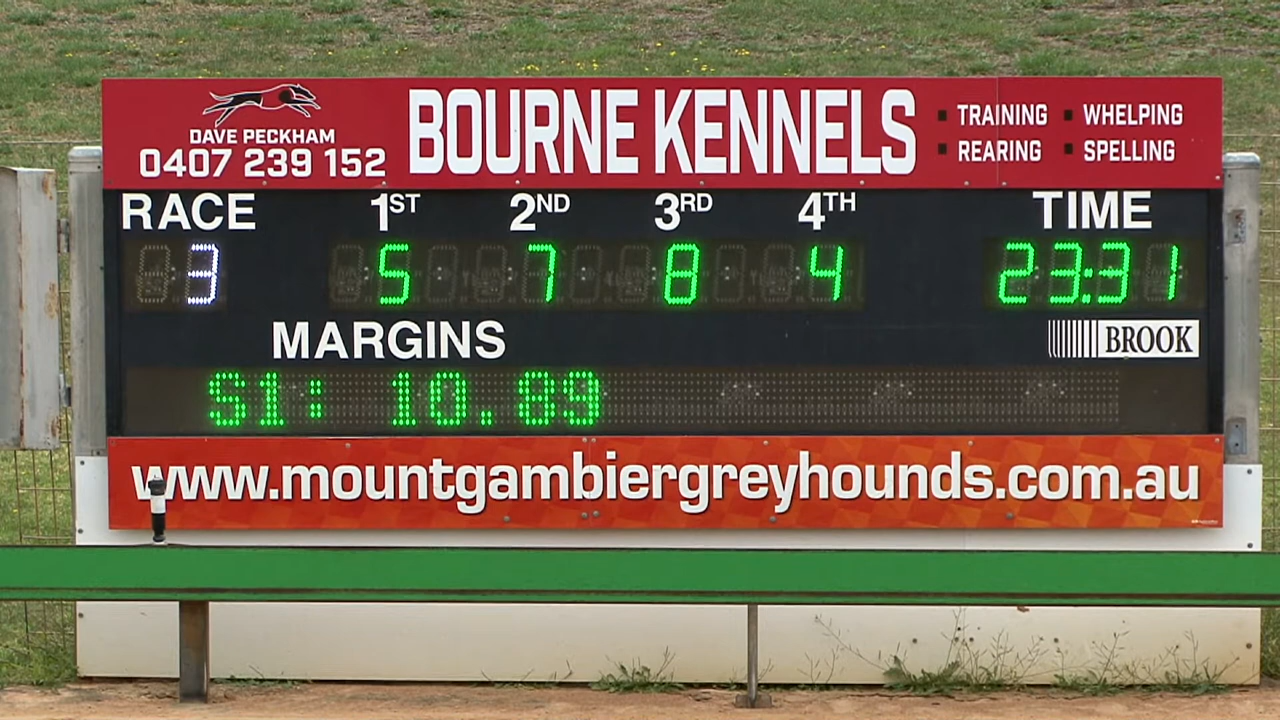 DAVE PECKHAM
0407 239 152
BOURNE KENNELS
TRAINING
WHELPING
REARING
SPELLING
RACE 1ST 2ND 3RD 4TH TIME
3 5 7 8 4 23:31
MARGINS
BROOK
S1: 10.89
www.mountgambiergreyhounds.com.au